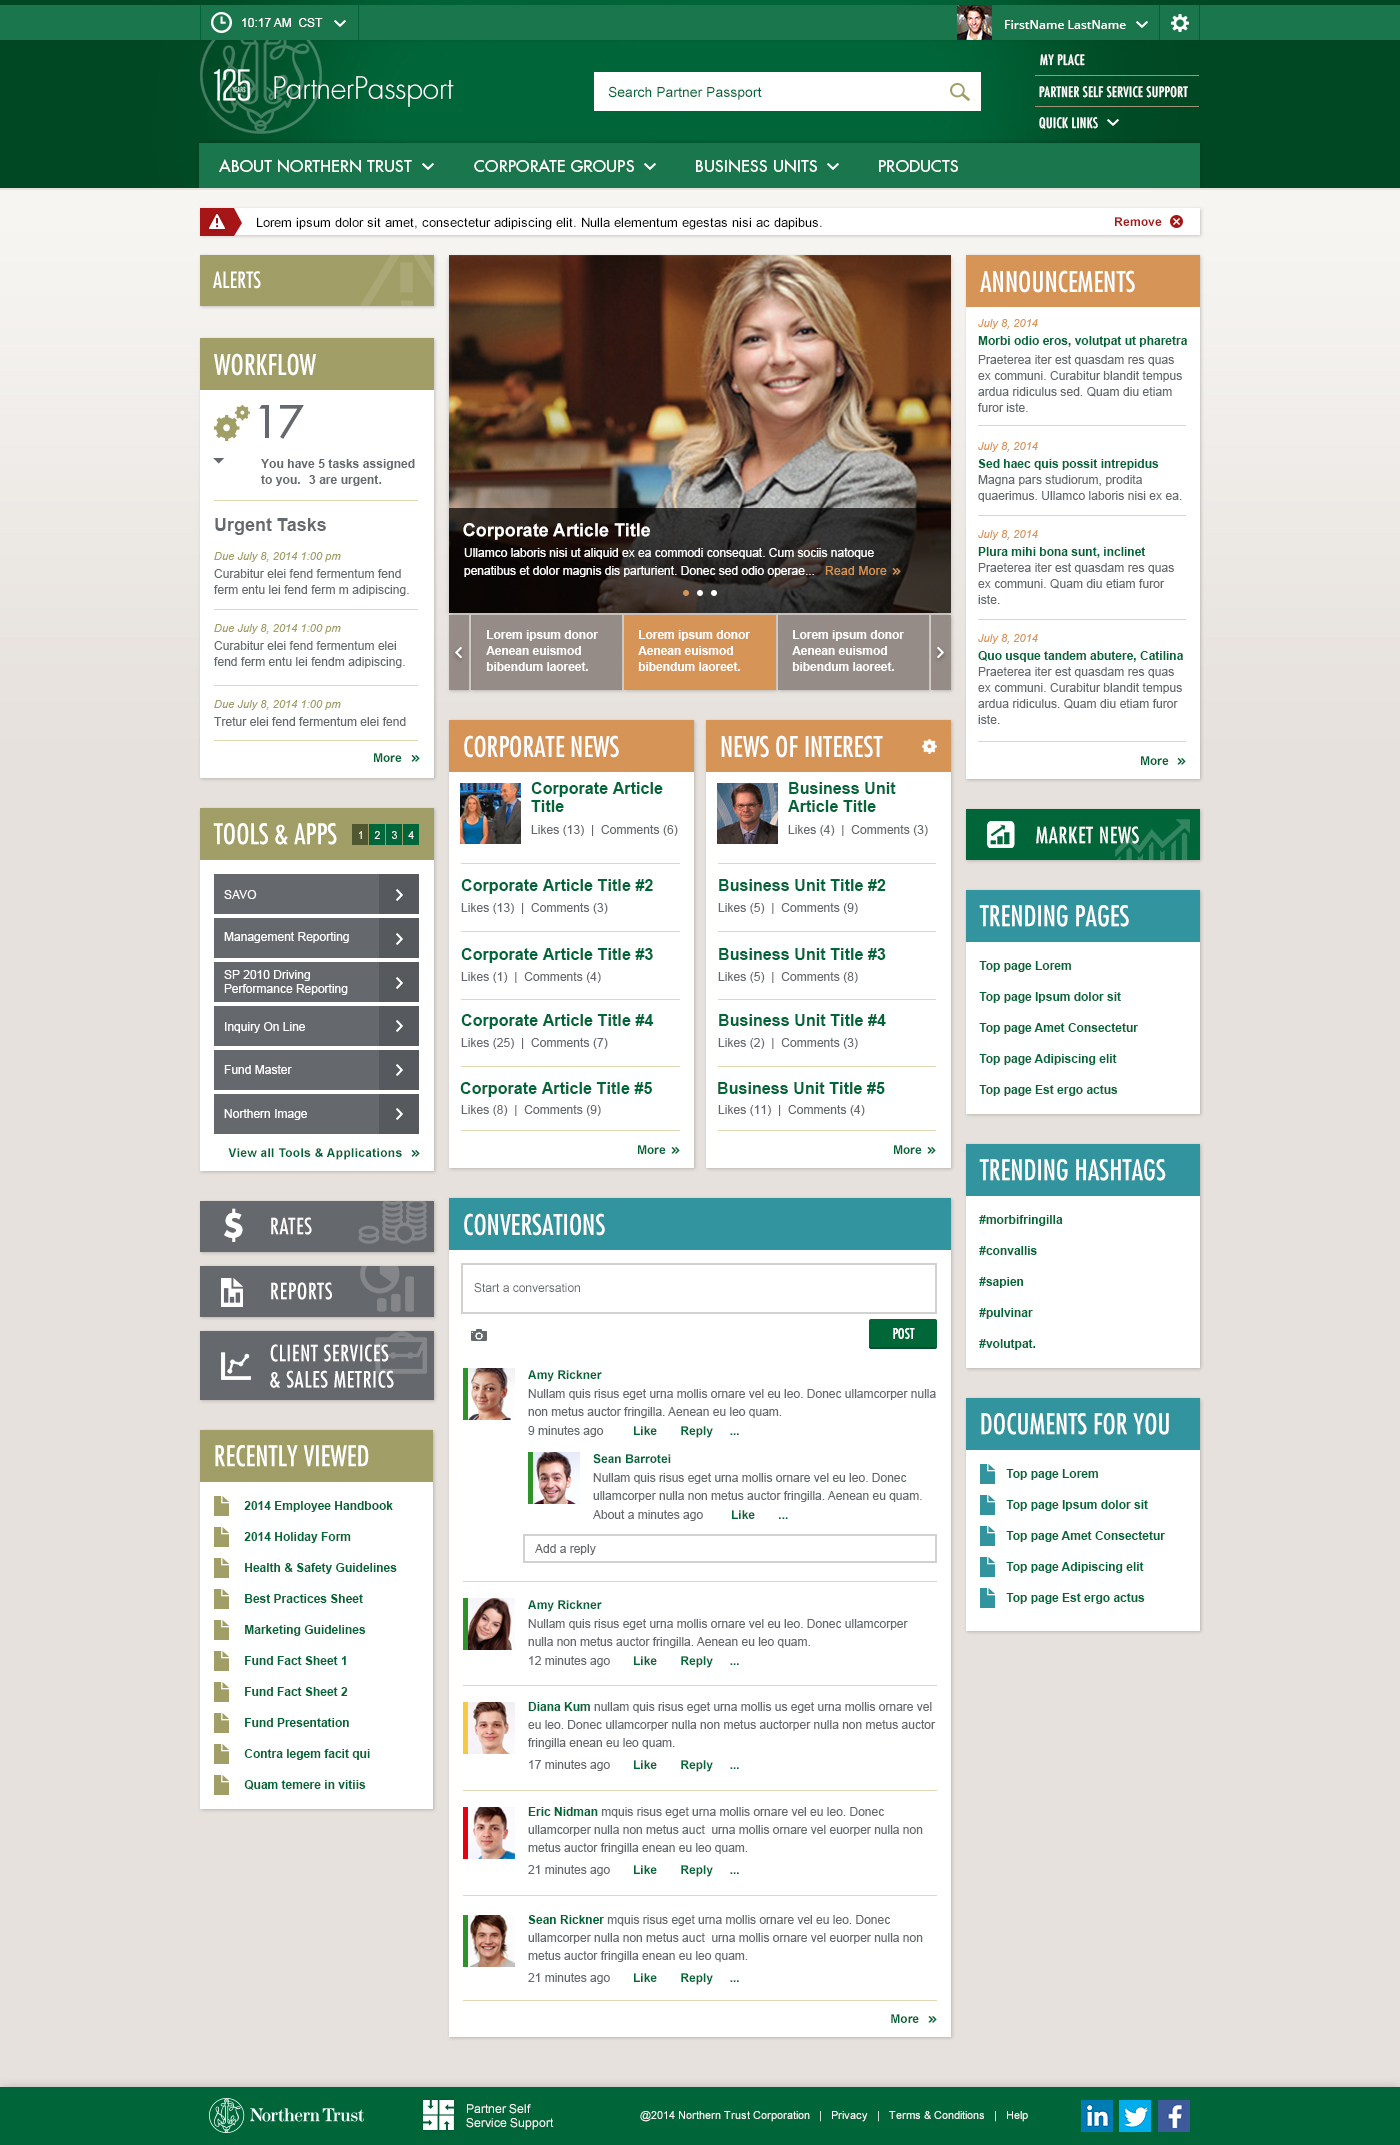 10:17 AM CST
FirstName LastName
125 YEARS
PartnerPassport
Search Partner Passport
MY PLACE
PARTNER SELF SERVICE SUPPORT
QUICK LINKS
ABOUT NORTHERN TRUST
CORPORATE GROUPS
BUSINESS UNITS
PRODUCTS
Lorem ipsum dolor sit amet, consectetur adipiscing elit. Nulla elementum egestas nisi ac dapibus.
Remove
ALERTS
WORKFLOW
17
You have 5 tasks assigned
to you. 3 are urgent.
Urgent Tasks
Due July 8, 2014 1:00 pm
Curabitur elei fend fermentum fend
ferm entu lei fend ferm m adipiscing.
Due July 8, 2014 1:00 pm
Curabitur elei fend fermentum elei
fend ferm entu lei fendm adipiscing.
Due July 8, 2014 1:00 pm
Tretur elei fend fermentum elei fend
More »
TOOLS & APPS
1 2 3 4
SAVO
Management Reporting
SP 2010 Driving
Performance Reporting
Inquiry On Line
Fund Master
Northern Image
View all Tools & Applications »
RATES
REPORTS
CLIENT SERVICES
& SALES METRICS
RECENTLY VIEWED
2014 Employee Handbook
2014 Holiday Form
Health & Safety Guidelines
Best Practices Sheet
Marketing Guidelines
Fund Fact Sheet 1
Fund Fact Sheet 2
Fund Presentation
Contra legem facit qui
Quam temere in vitiis
Corporate Article Title
Ullamco laboris nisi ut aliquid ex ea commodi consequat. Cum sociis natoque
penatibus et dolor magnis dis parturient. Donec sed odio operae... Read More »
Lorem ipsum donor
Aenean euismod
bibendum laoreet.
Lorem ipsum donor
Aenean euismod
bibendum laoreet.
Lorem ipsum donor
Aenean euismod
bibendum laoreet.
CORPORATE NEWS
Corporate Article
Title
Likes (13) | Comments (6)
Corporate Article Title #2
Likes (13) | Comments (3)
Corporate Article Title #3
Likes (1) | Comments (4)
Corporate Article Title #4
Likes (25) | Comments (7)
Corporate Article Title #5
Likes (8) | Comments (9)
More »
NEWS OF INTEREST
Business Unit
Article Title
Likes (4) | Comments (3)
Business Unit Title #2
Likes (5) | Comments (9)
Business Unit Title #3
Likes (5) | Comments (8)
Business Unit Title #4
Likes (2) | Comments (3)
Business Unit Title #5
Likes (11) | Comments (4)
More »
CONVERSATIONS
Start a conversation
POST
Amy Rickner
Nullam quis risus eget urna mollis ornare vel eu leo. Donec ullamcorper nulla
non metus auctor fringilla. Aenean eu leo quam.
9 minutes ago Like Reply ...
Sean Barrotei
Nullam quis risus eget urna mollis ornare vel eu leo. Donec
ullamcorper nulla non metus auctor fringilla. Aenean eu quam.
About a minutes ago Like ...
Add a reply
Amy Rickner
Nullam quis risus eget urna mollis ornare vel eu leo. Donec ullamcorper
nulla non metus auctor fringilla. Aenean eu leo quam.
12 minutes ago Like Reply ...
Diana Kum nullam quis risus eget urna mollis us eget urna mollis ornare vel
eu leo. Donec ullamcorper nulla non metus auctorper nulla non metus auctor
fringilla enean eu leo quam.
17 minutes ago Like Reply ...
Eric Nidman mquis risus eget urna mollis ornare vel eu leo. Donec
ullamcorper nulla non metus auct urna mollis ornare vel euorper nulla non
metus auctor fringilla enean eu leo quam.
21 minutes ago Like Reply ...
Sean Rickner mquis risus eget urna mollis ornare vel eu leo. Donec
ullamcorper nulla non metus auct urna mollis ornare vel euorper nulla non
metus auctor fringilla enean eu leo quam.
21 minutes ago Like Reply ...
More »
ANNOUNCEMENTS
July 8, 2014
Morbi odio eros, volutpat ut pharetra
Praeterea iter est quasdam res quas
ex communi. Curabitur blandit tempus
ardua ridiculus sed. Quam diu etiam
furor iste.
July 8, 2014
Sed haec quis possit intrepidus
Magna pars studiorum, prodita
quaerimus. Ullamco laboris nisi ex ea.
July 8, 2014
Plura mihi bona sunt, inclinet
Praeterea iter est quasdam res quas
ex communi. Quam diu etiam furor
iste.
July 8, 2014
Quo usque tandem abutere, Catilina
Praeterea iter est quasdam res quas
ex communi. Curabitur blandit tempus
ardua ridiculus. Quam diu etiam furor
iste.
More »
MARKET NEWS
TRENDING PAGES
Top page Lorem
Top page Ipsum dolor sit
Top page Amet Consectetur
Top page Adipiscing elit
Top page Est ergo actus
TRENDING HASHTAGS
#morbifringilla
#convallis
#sapien
#pulvinar
#volutpat.
DOCUMENTS FOR YOU
Top page Lorem
Top page Ipsum dolor sit
Top page Amet Consectetur
Top page Adipiscing elit
Top page Est ergo actus
Northern Trust
Partner Self
Service Support
@2014 Northern Trust Corporation | Privacy | Terms & Conditions | Help
in
f